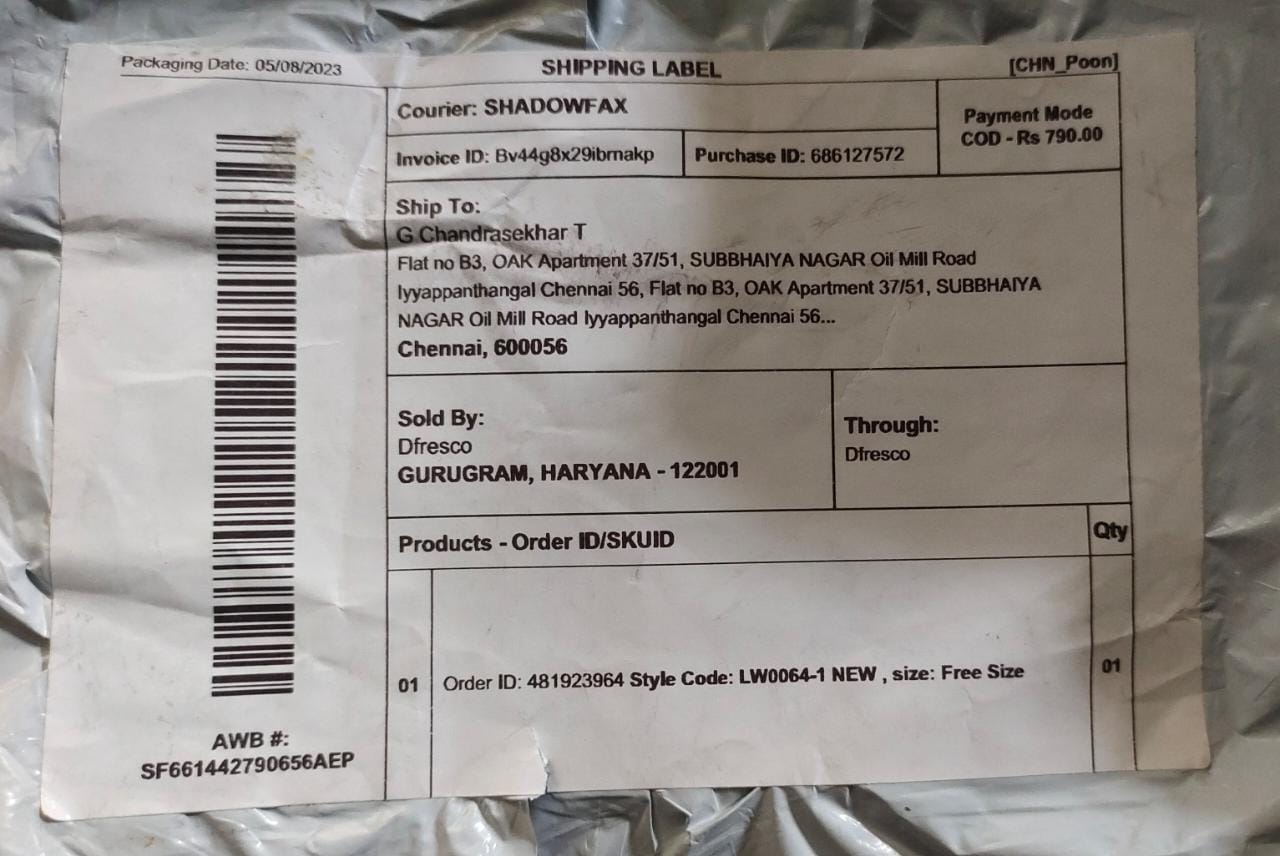 Packaging Date: 05/08/2023
SHIPPING LABEL
[CHN_Poon]
Courier: SHADOWFAX
Payment Mode
COD - Rs 790.00
Invoice ID: Bv44g8x29ibrnakp
Purchase ID: 686127572
Ship To:
G Chandrasekhar T
Flat no B3, OAK Apartment 37/51, SUBBHAIYA NAGAR Oil Mill Road
Iyyappanthangal Chennai 56, Flat no B3, OAK Apartment 37/51, SUBBHAIYA
NAGAR Oil Mill Road Iyyappanthangal Chennai 56...
Chennai, 600056
Sold By:
Dfresco
GURUGRAM, HARYANA - 122001
Through:
Dfresco
Products - Order ID/SKUID
Qty
01
Order ID: 481923964 Style Code: LW0064-1 NEW , size: Free Size
01
AWB #:
SF661442790656AEP